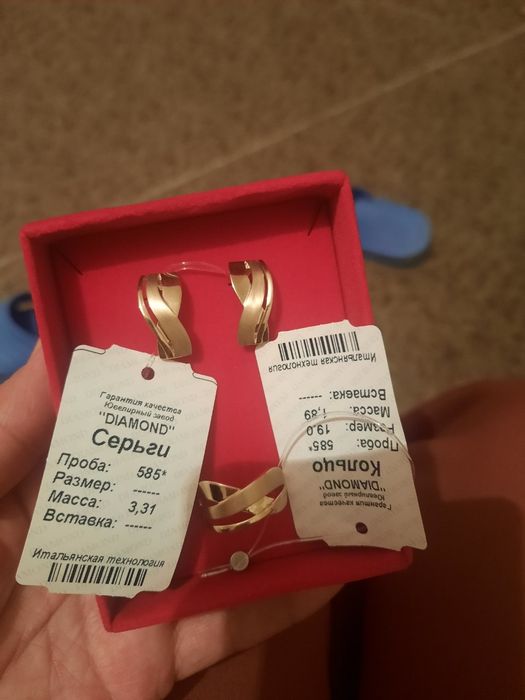 Гарантия качества
Ювелирный завод
"DIAMOND"
Серьги
Проба: 585*
Размер: ------
Масса: 3,31
Вставка: ------
Итальянская технология
Гарантия качества
Ювелирный завод
"DIAMOND"
Кольцо
Проба: 585*
Размер: 19.0
Масса: 1,89
Вставка: ------
Итальянская технология